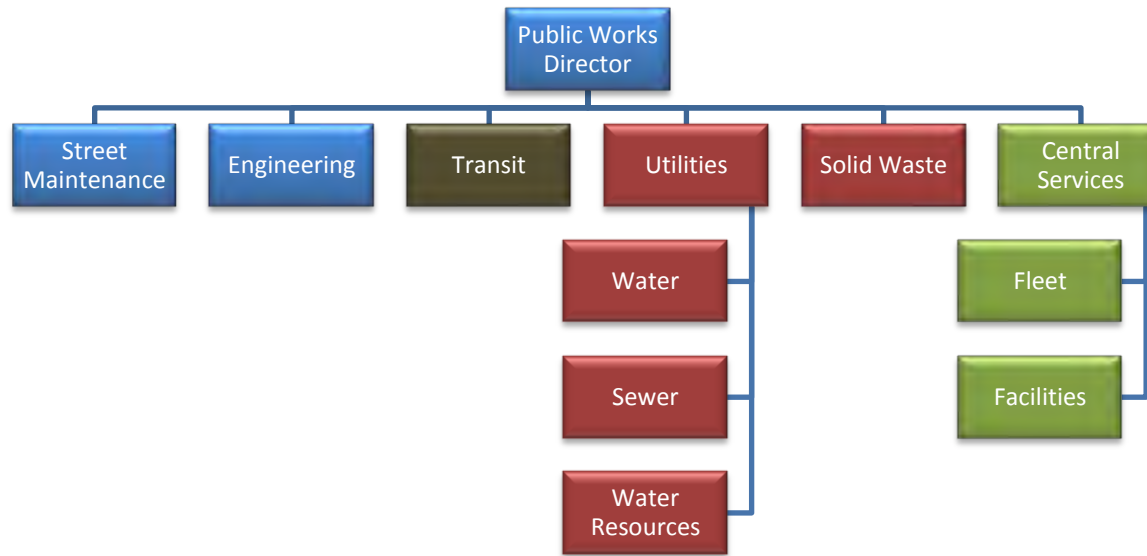 Public Works
Director
Street
Maintenance
Engineering
Transit
Utilities
Solid Waste
Central
Services
Water
Fleet
Sewer
Facilities
Water
Resources